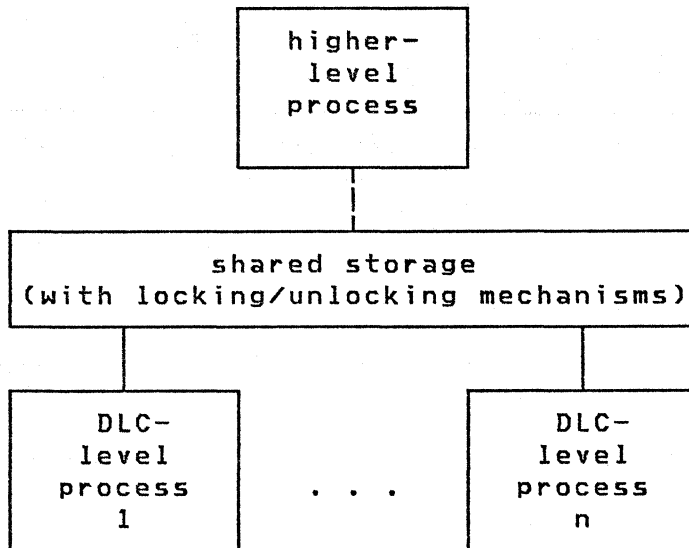 higher-
level
process
shared storage
(with locking/unlocking mechanisms)
DLC-
level
process
1
. . .
DLC-
level
process
n